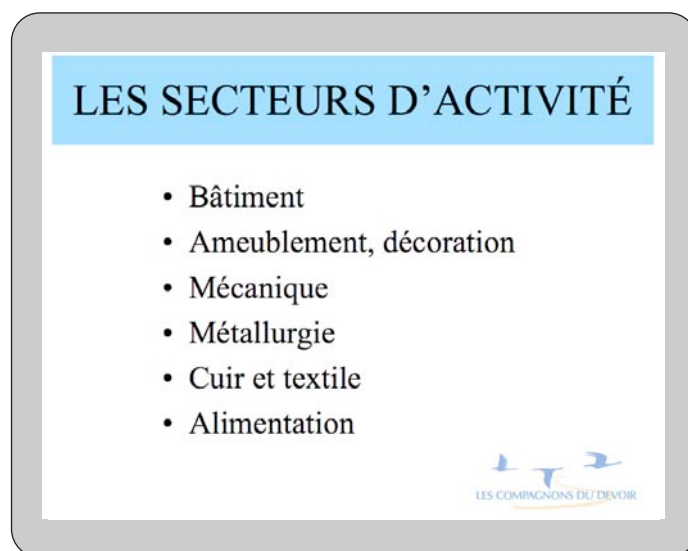 LES SECTEURS D’ACTIVITÉ
• Bâtiment
• Ameublement, décoration
• Mécanique
• Métallurgie
• Cuir et textile
• Alimentation
LES COMPAGNONS DU DEVOIR